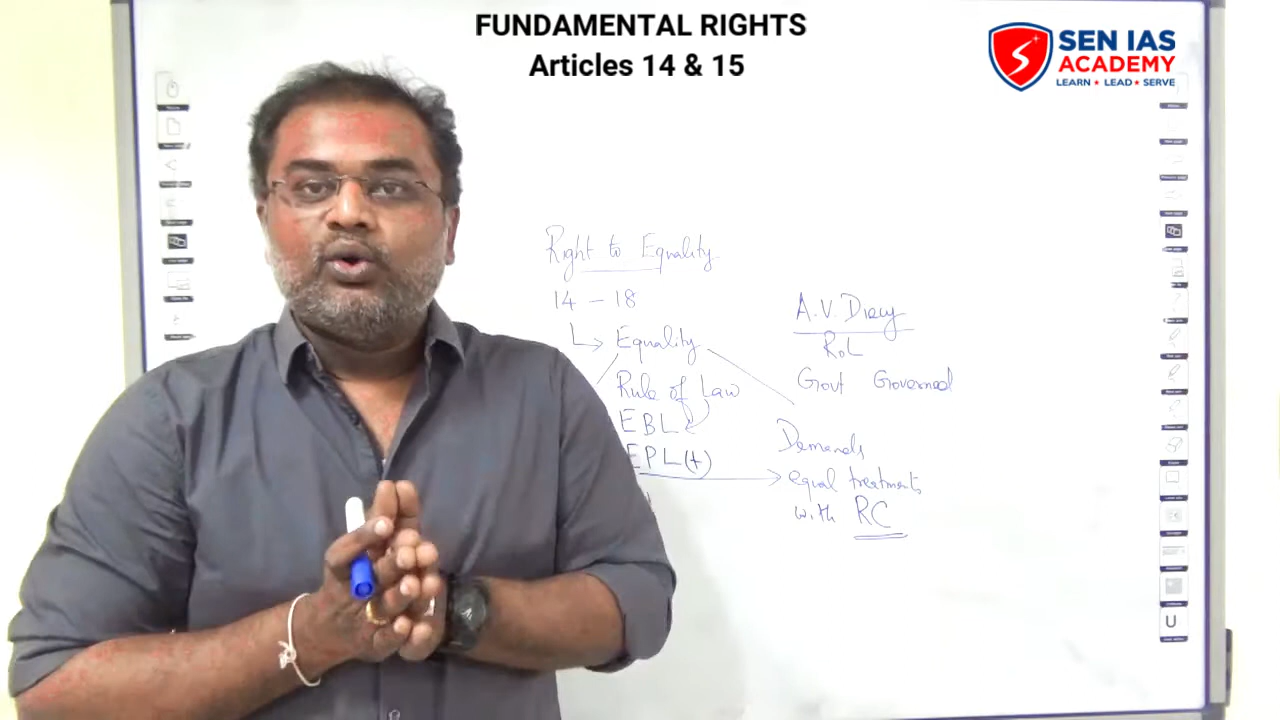 FUNDAMENTAL RIGHTS
Articles 14 & 15
SEN IAS
ACADEMY
LEARN ★ LEAD ★ SERVE
Right to Equality
14 - 18
Equality
Rule of Law
EBL
EPL(+)
A.V. Dicey
RoL
Govt Governed
Demands
equal treatments
with RC
U